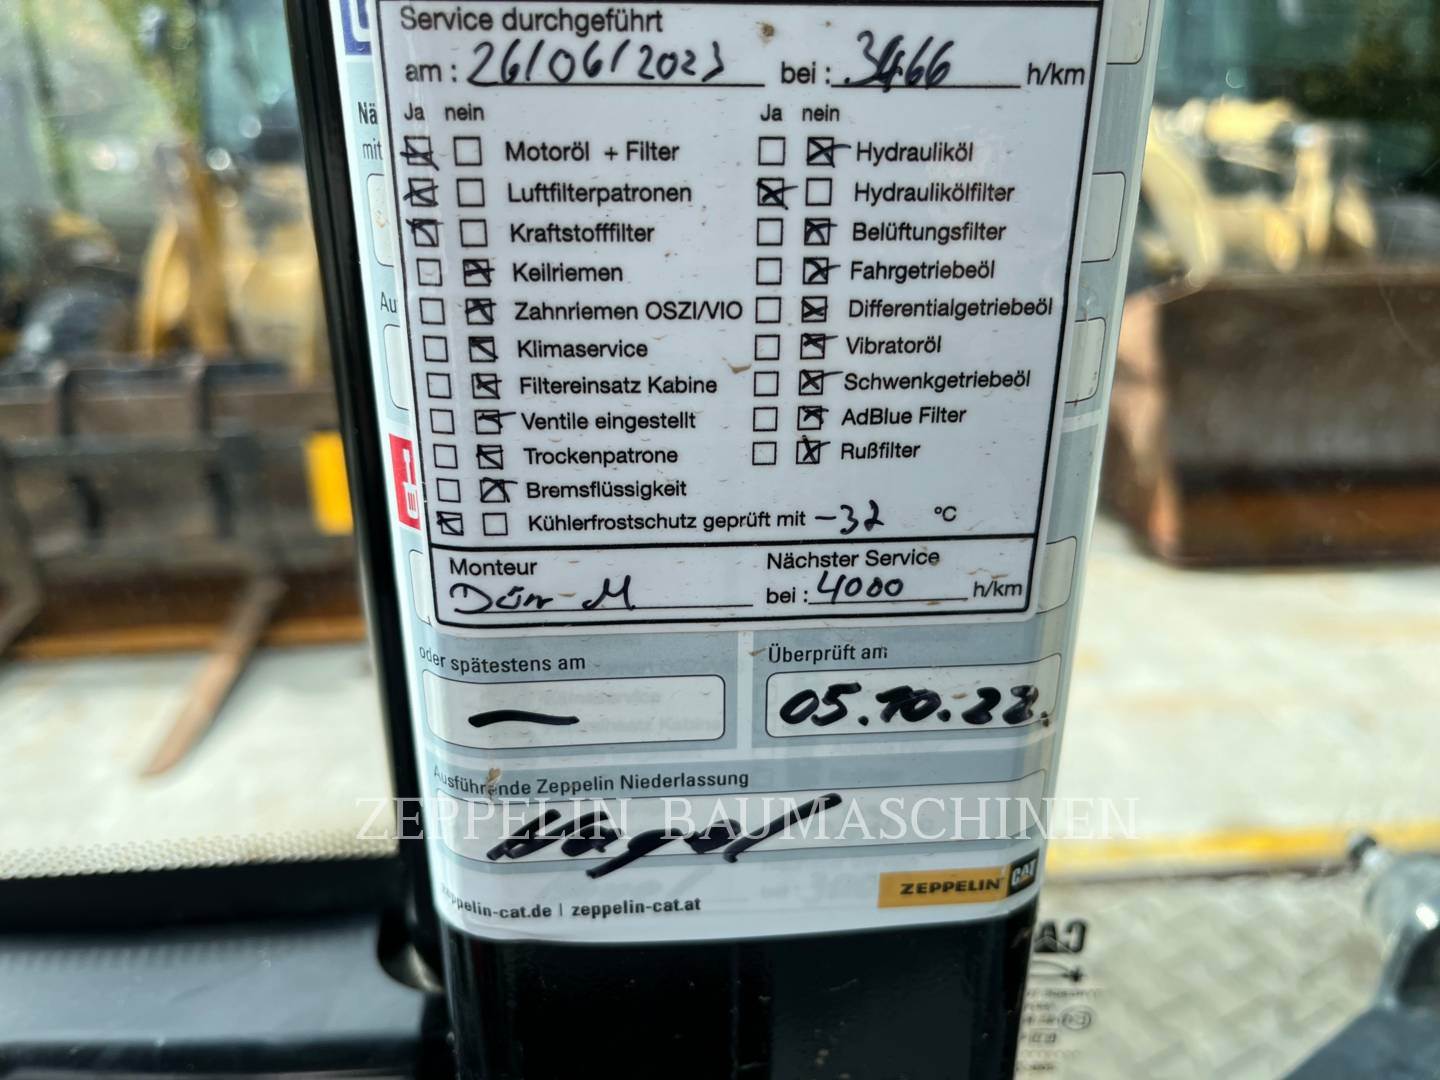 Service durchgeführt
am : 26/06/2023 bei : 3466 h/km
Nä
mit
Ja nein Ja nein
Motoröl + Filter Hydrauliköl
Luftfilterpatronen Hydraulikölfilter
Kraftstofffilter Belüftungsfilter
Keilriemen Fahrgetriebeöl
Au
Zahnriemen OSZI/VIO Differentialgetriebeöl
Klimaservice Vibratoröl
Filtereinsatz Kabine Schwenkgetriebeöl
Ventile eingestellt AdBlue Filter
Trockenpatrone Rußfilter
Bremsflüssigkeit
Kühlerfrostschutz geprüft mit -32 °C
Monteur Nächster Service
M bei : 4000 h/km
oder spätestens am Überprüft am
— 05.10.22.
Ausführende Zeppelin Niederlassung
ZEPPELIN BAUMASCHINEN
ZEPPELIN CAT
zeppelin-cat.de | zeppelin-cat.at